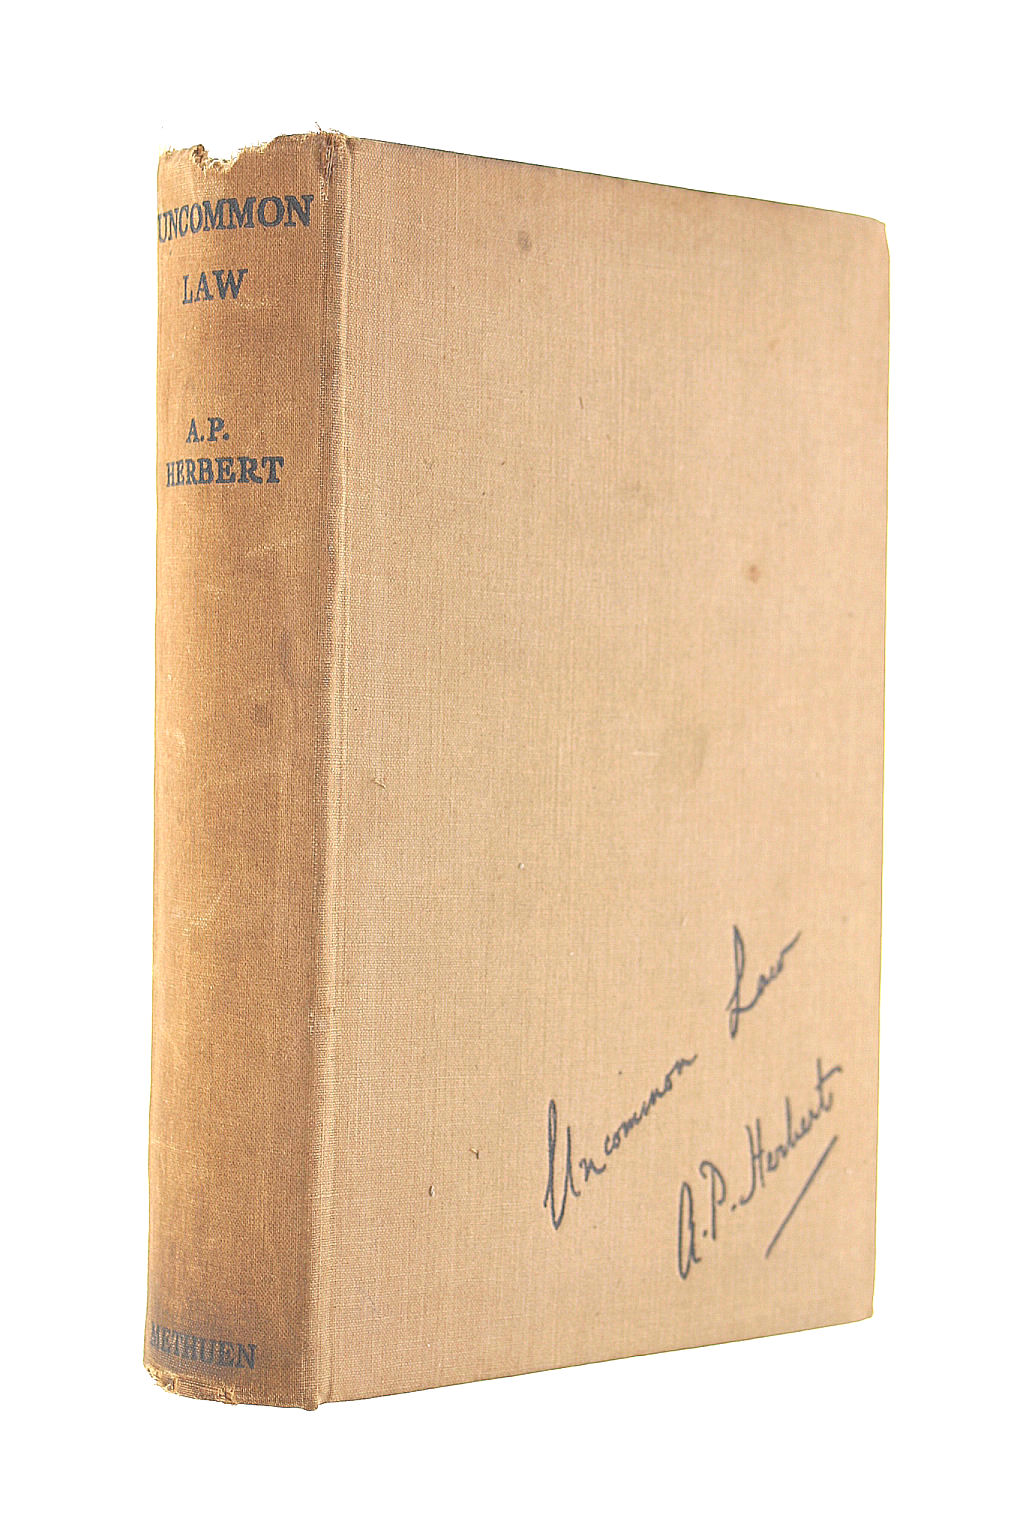 UNCOMMON
LAW
A.P.
HERBERT
METHUEN
Uncommon Law
A.P. Herbert